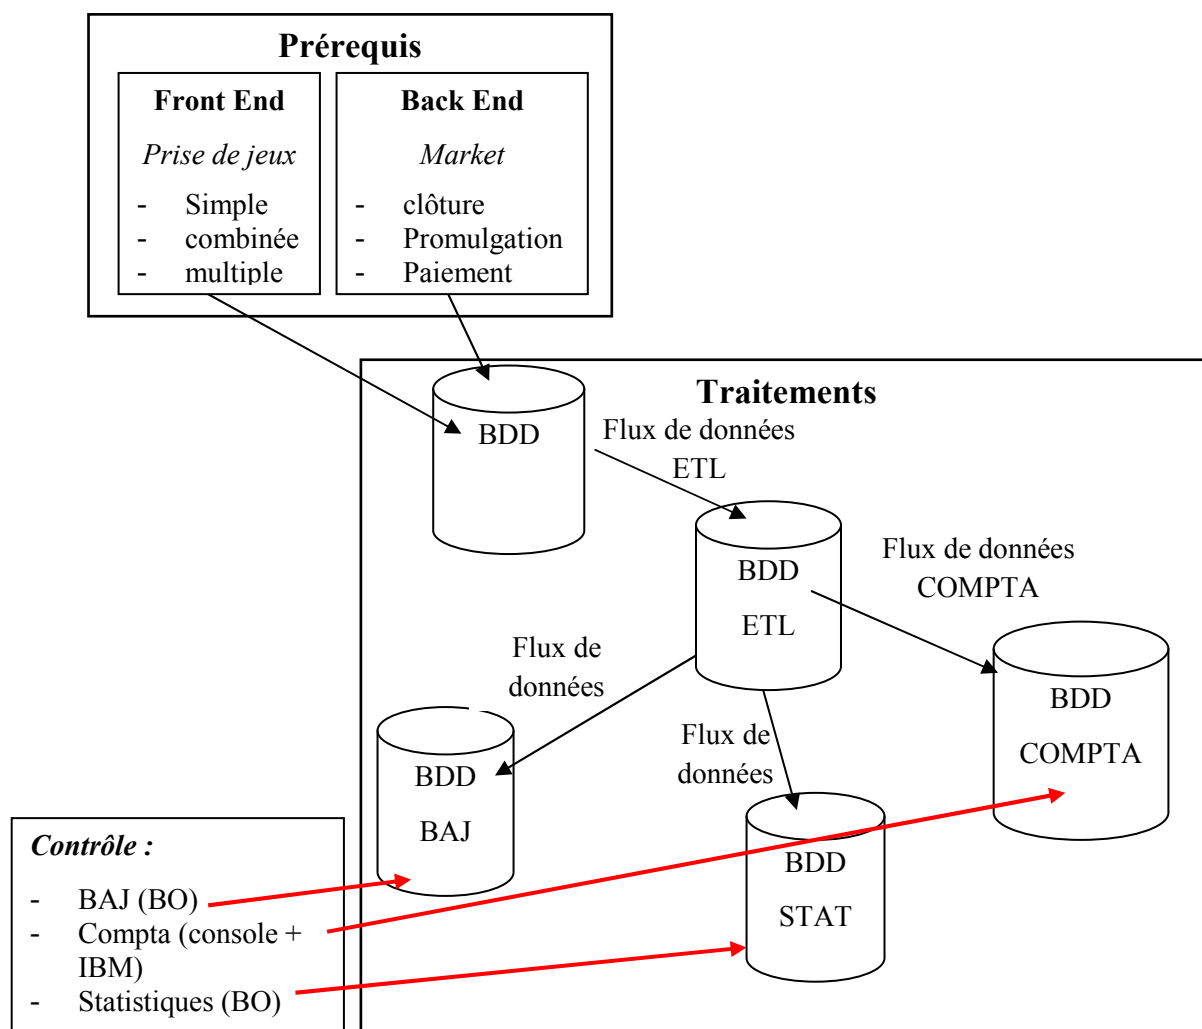 Prérequis
Front End
Prise de jeux
- Simple
- combinée
- multiple
Back End
Market
- clôture
- Promulgation
- Paiement
Traitements
BDD
Flux de données
ETL
BDD
ETL
Flux de données
COMPTA
BDD
COMPTA
Flux de
données
BDD
BAJ
Flux de
données
BDD
STAT
Contrôle :
- BAJ (BO)
- Compta (console +
IBM)
- Statistiques (BO)